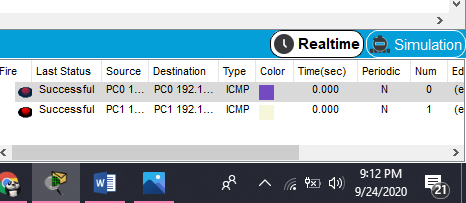 Realtime Simulation
Fire Last Status Source Destination Type Color Time(sec) Periodic Num Ed
Successful PC0 1... PC0 192.1... ICMP 0.000 N 0 (e
Successful PC1 1... PC1 192.1... ICMP 0.000 N 1 (e
9:12 PM
9/24/2020
21